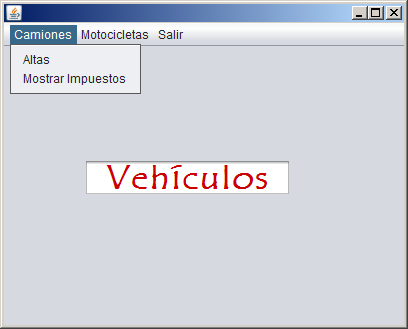 Camiones Motocicletas Salir
Altas
Mostrar Impuestos
Vehículos